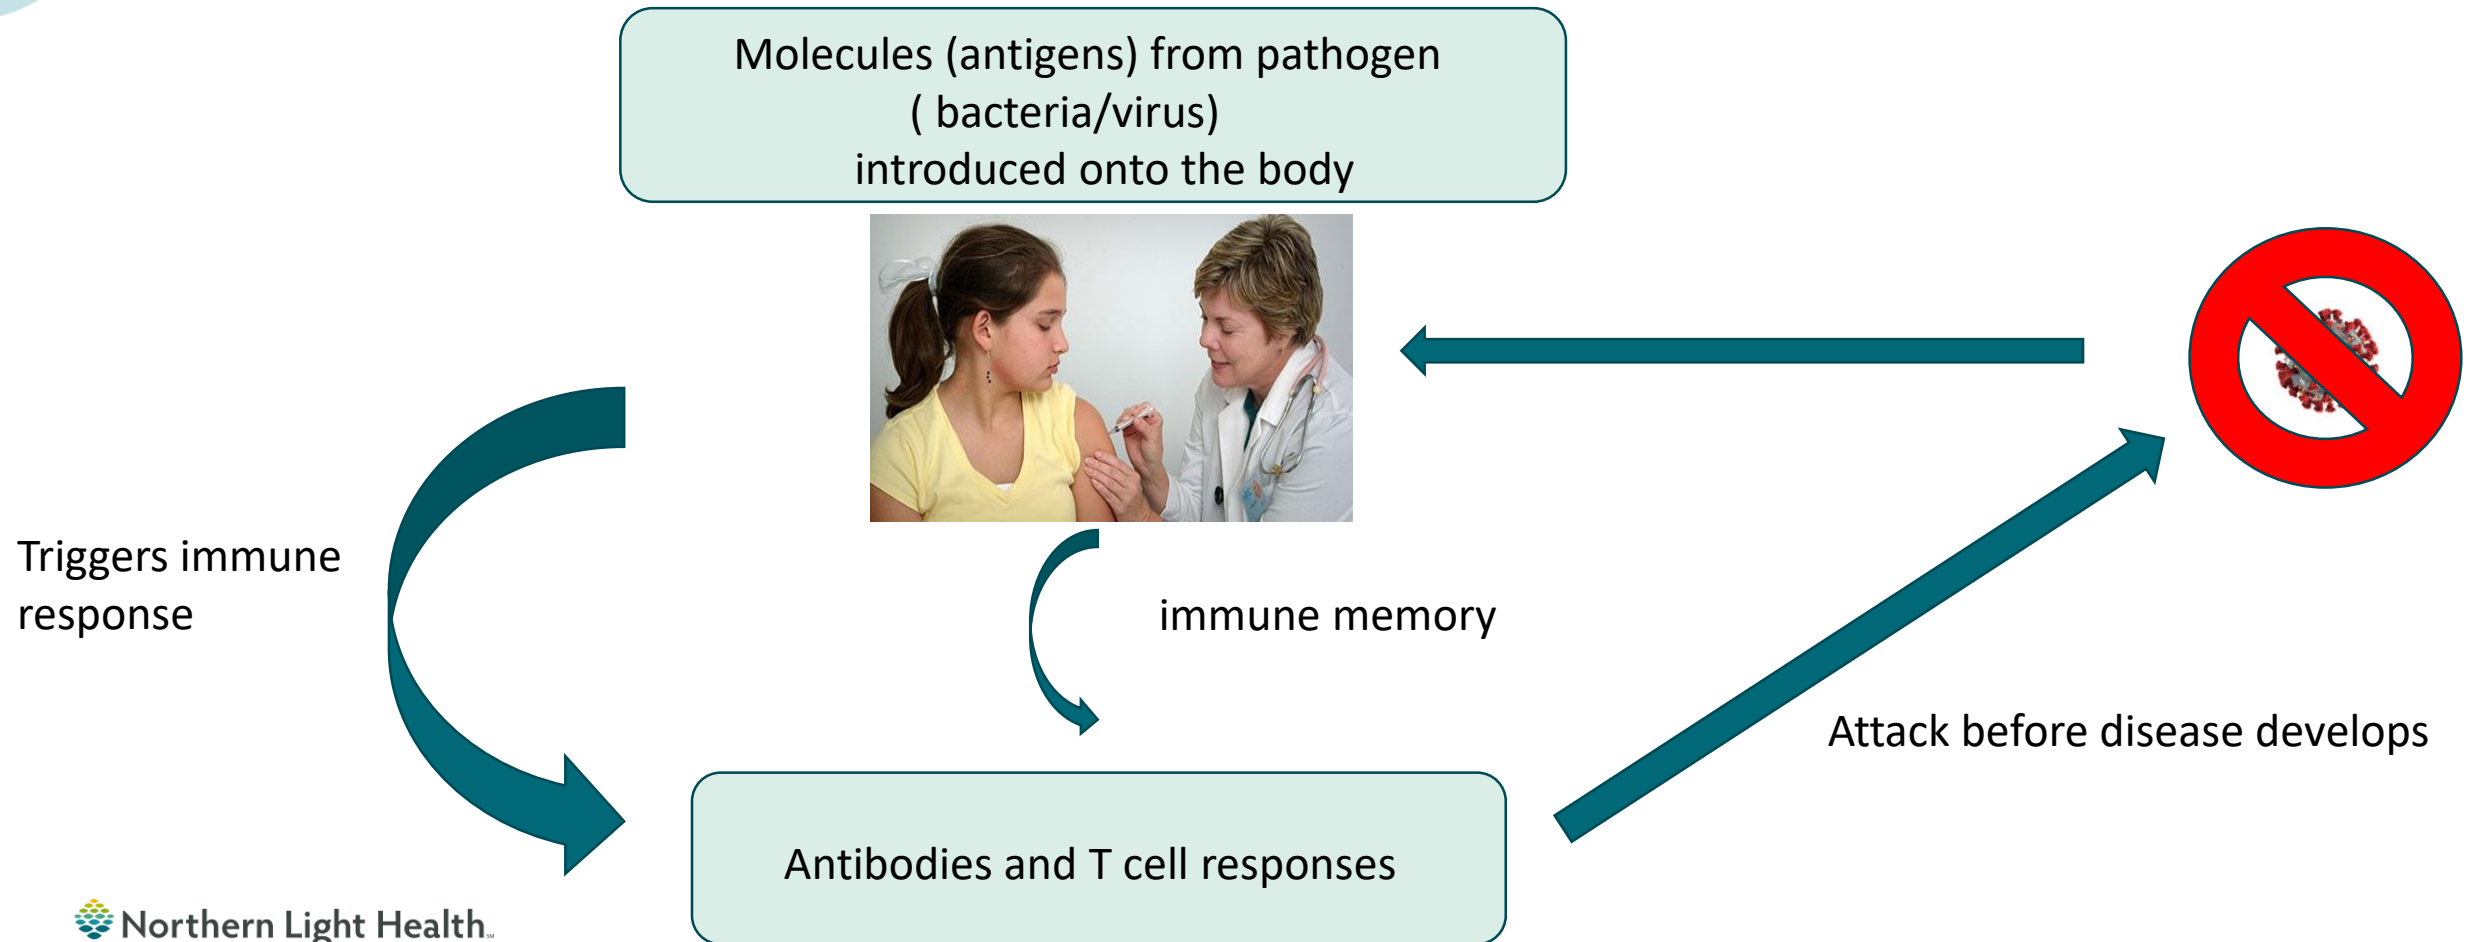 Molecules (antigens) from pathogen
( bacteria/virus)
introduced onto the body
Triggers immune
response
immune memory
Attack before disease develops
Antibodies and T cell responses
Northern Light Health℠